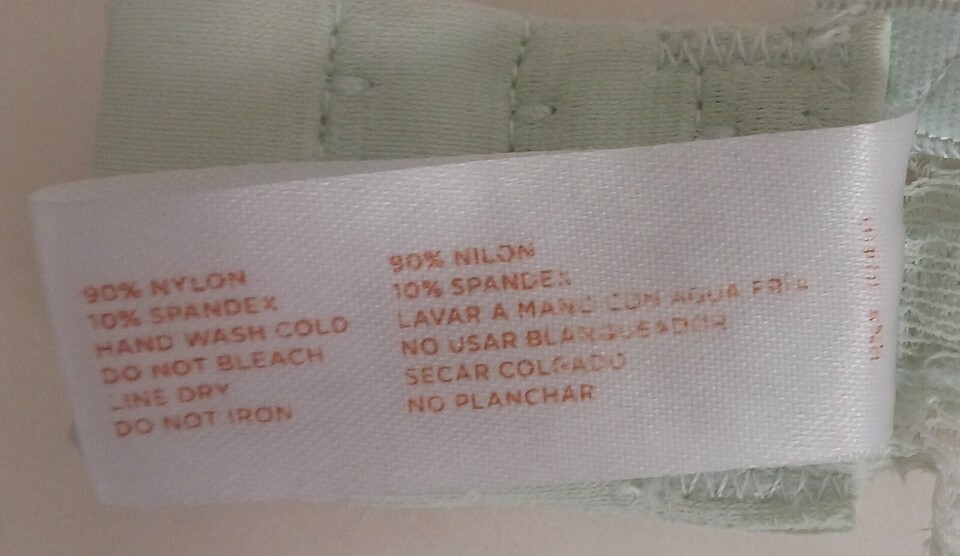 90% NYLON
10% SPANDEX
HAND WASH COLD
DO NOT BLEACH
LINE DRY
DO NOT IRON
90% NILON
10% SPANDEX
LAVAR A MANO CON AGUA FRIA
NO USAR BLANQUEADOR
SECAR COLGADO
NO PLANCHAR